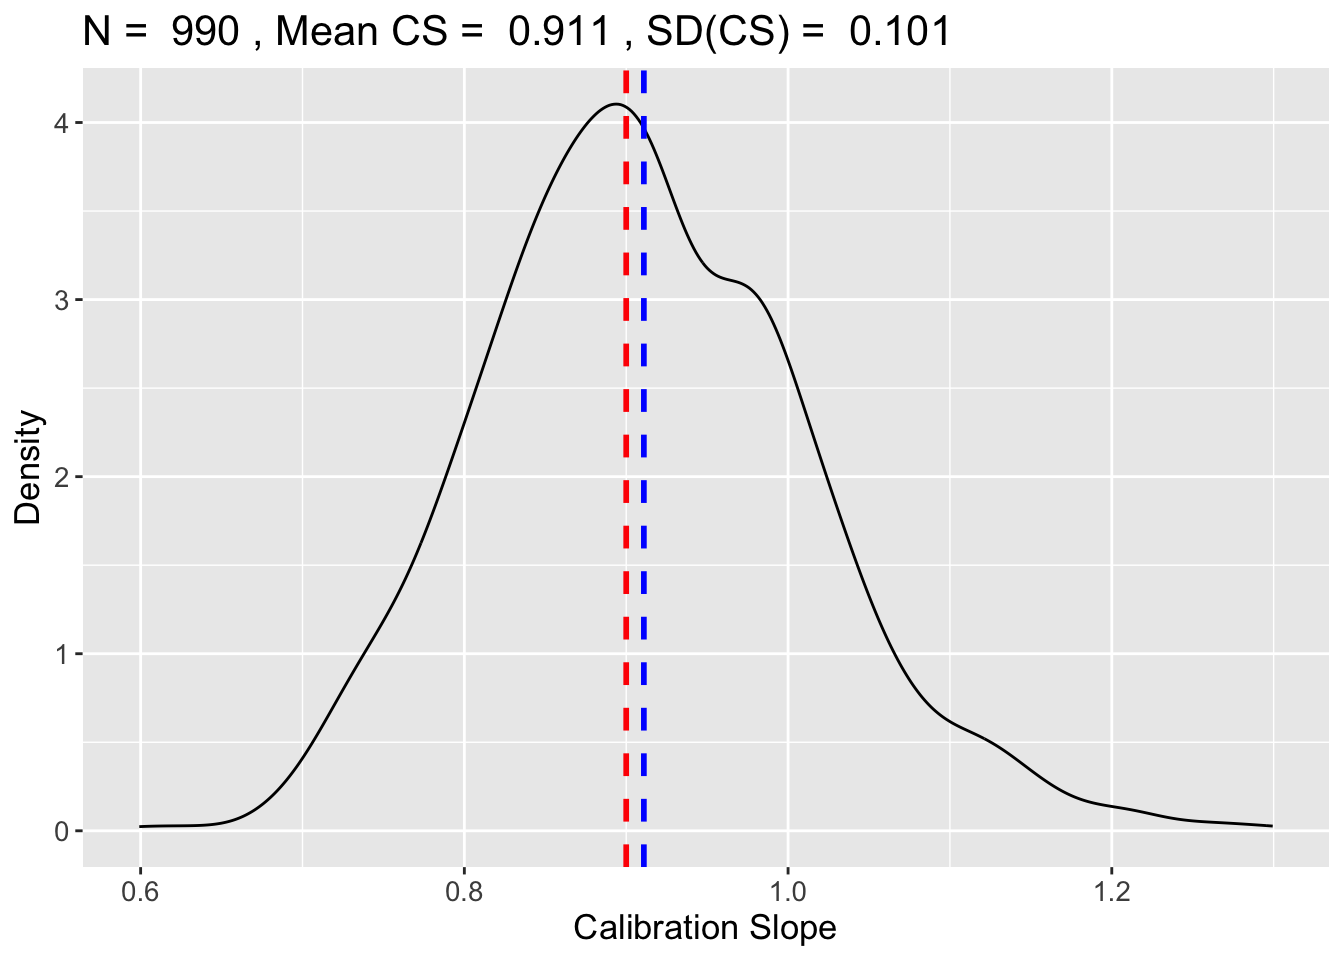 N =  990 , Mean CS =  0.911 , SD(CS) =  0.101
4
3
2
1
0
Density
0.6 0.8 1.0 1.2
Calibration Slope